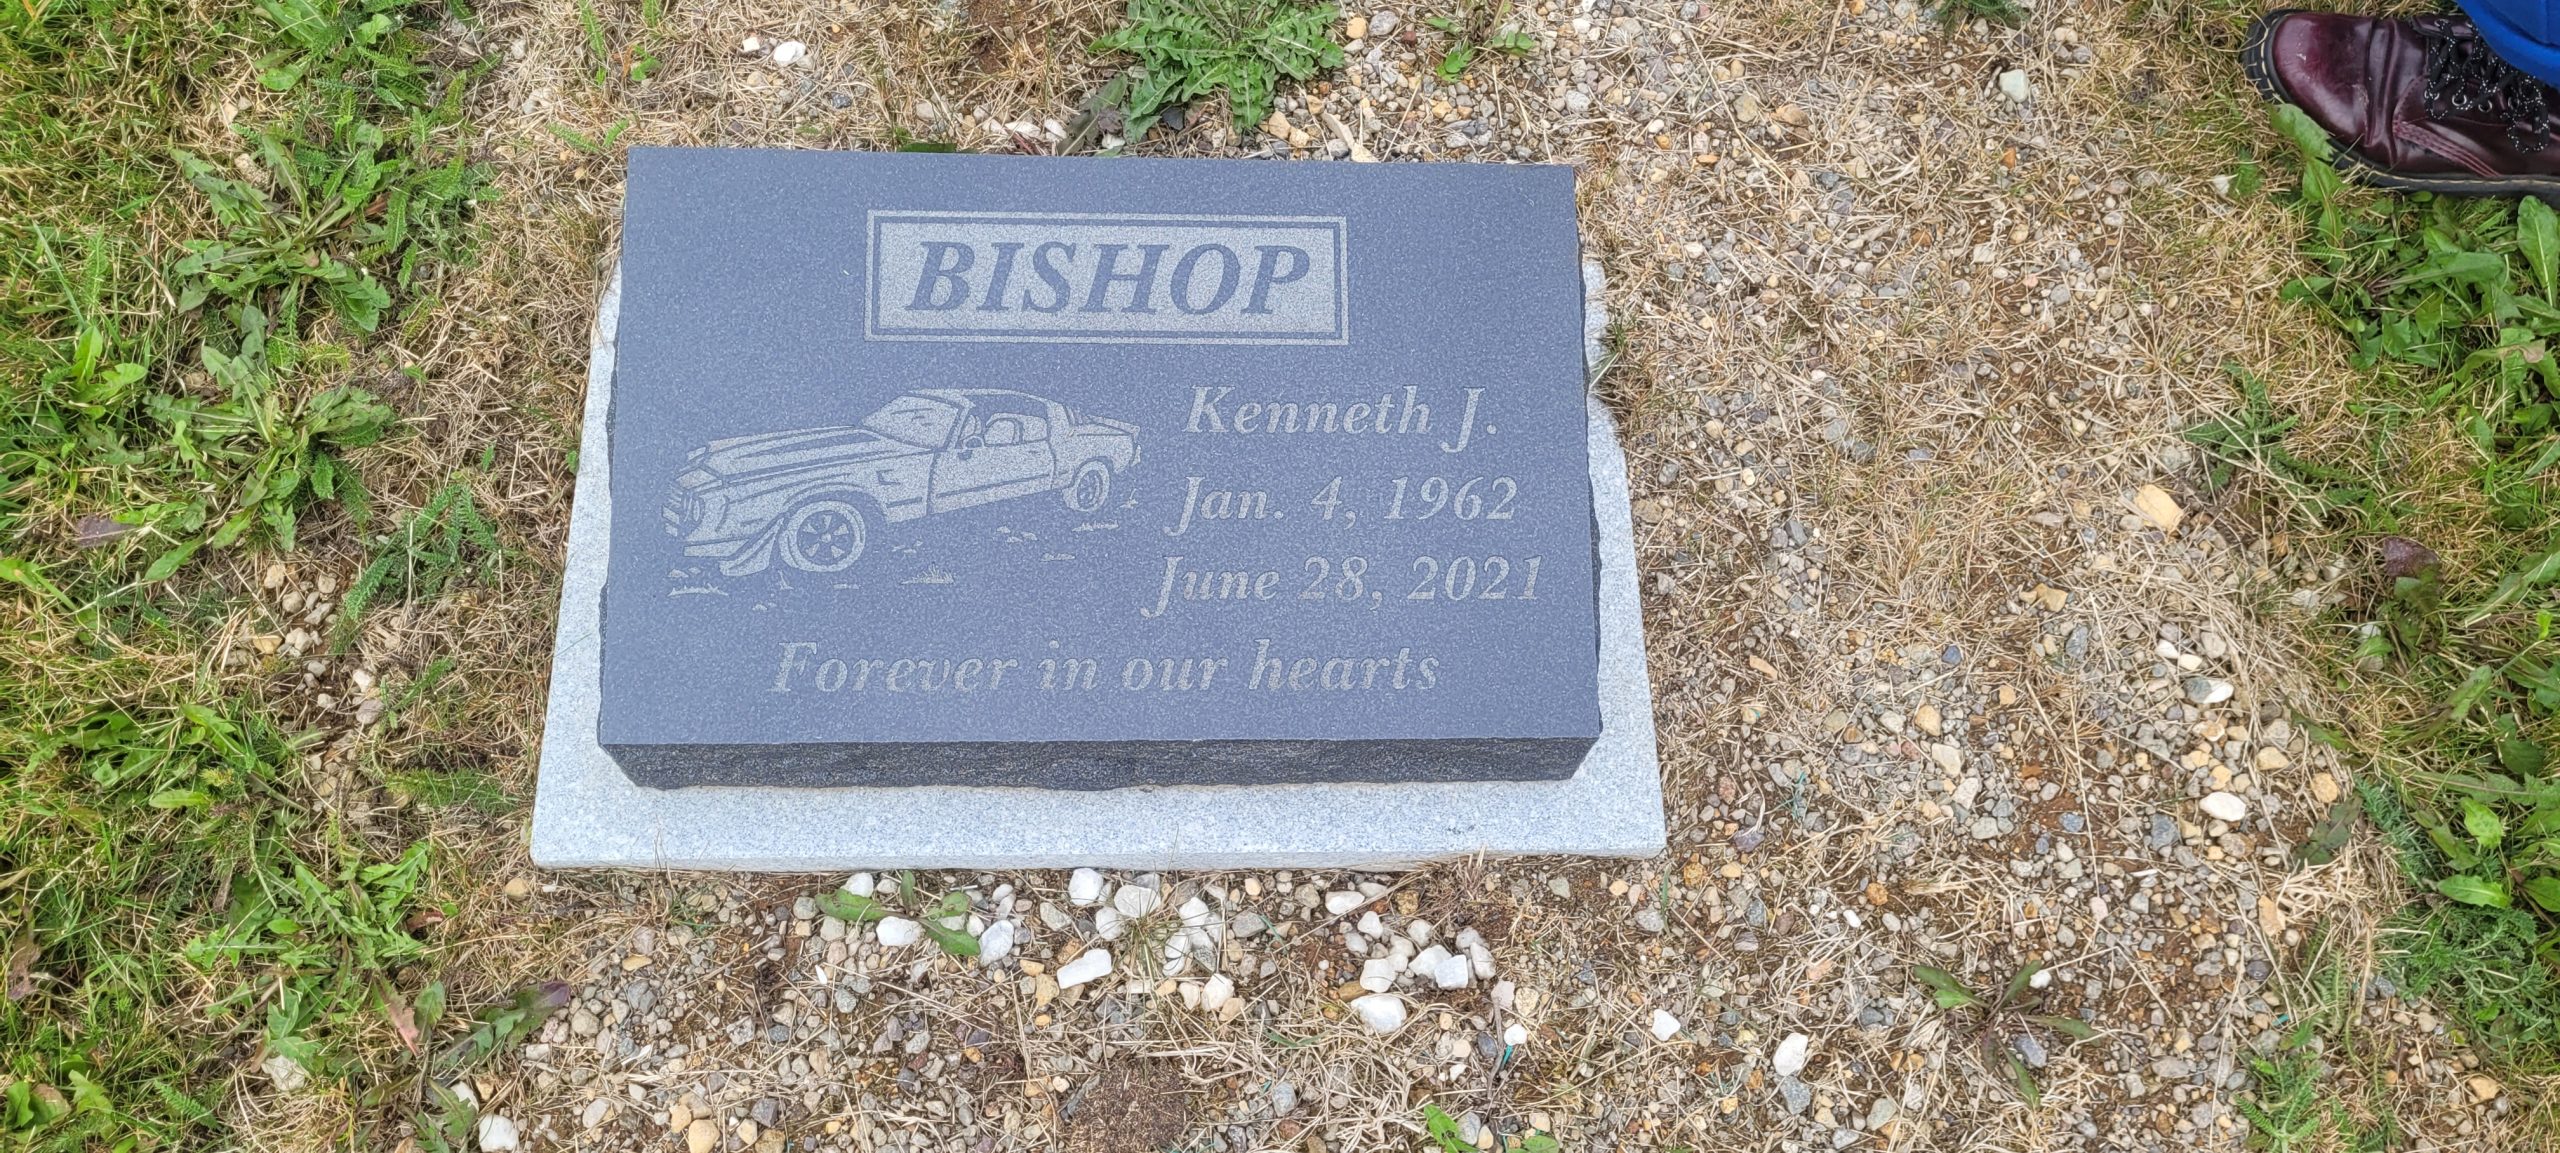 BISHOP
Kenneth J.
Jan. 4, 1962
June 28, 2021
Forever in our hearts